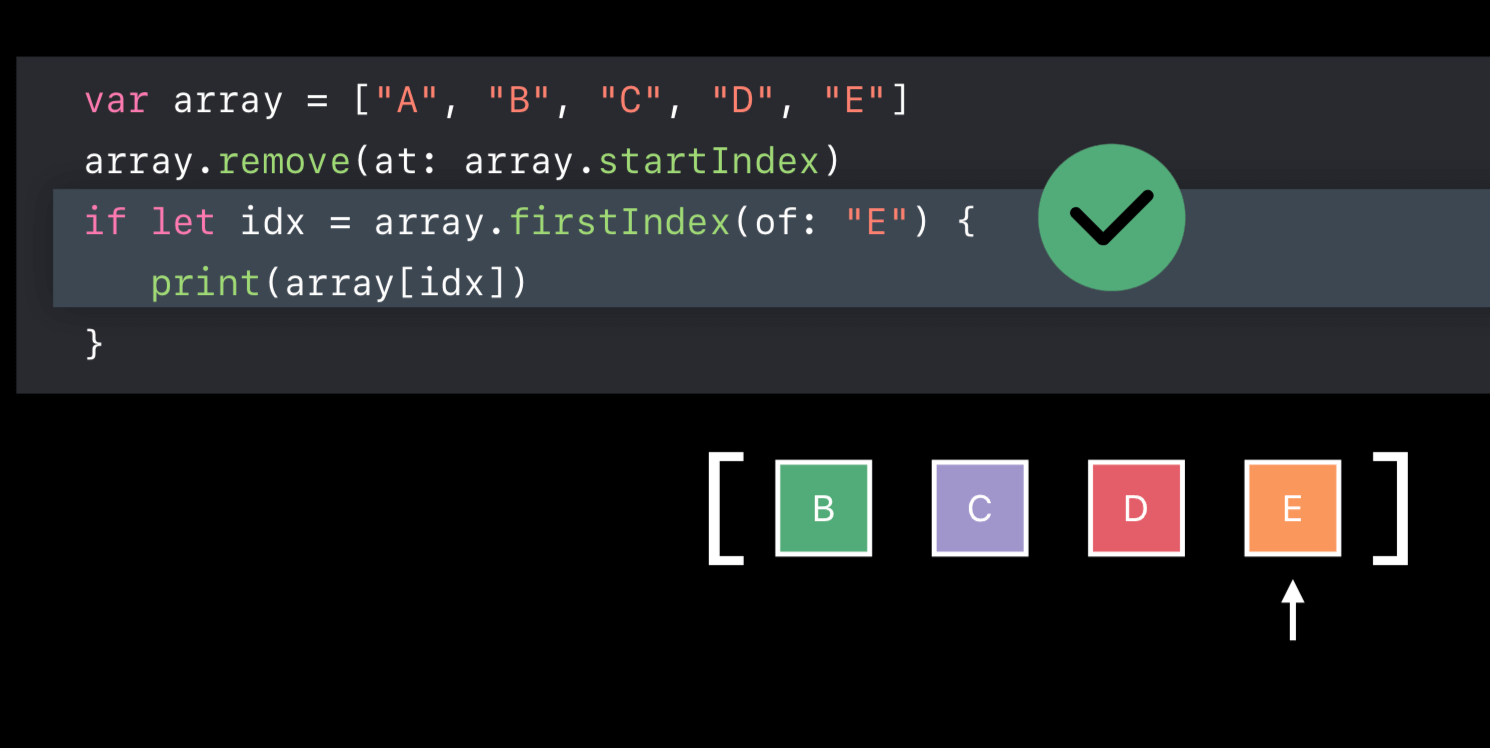 var array = ["A", "B", "C", "D", "E"]
array.remove(at: array.startIndex)
if let idx = array.firstIndex(of: "E") {
   print(array[idx])
}
[ B C D E ]